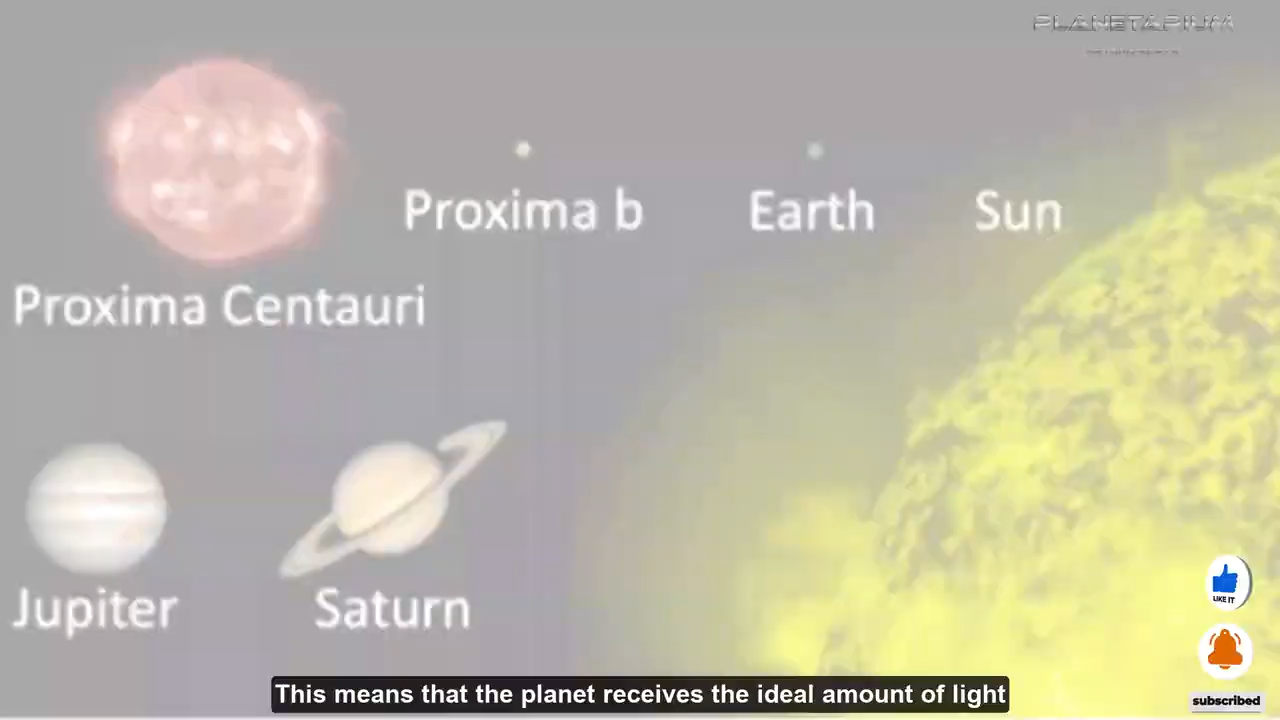 PLANETARIUM
Proxima b
Earth
Sun
Proxima Centauri
Jupiter
Saturn
LIKE IT
This means that the planet receives the ideal amount of light
subscribed